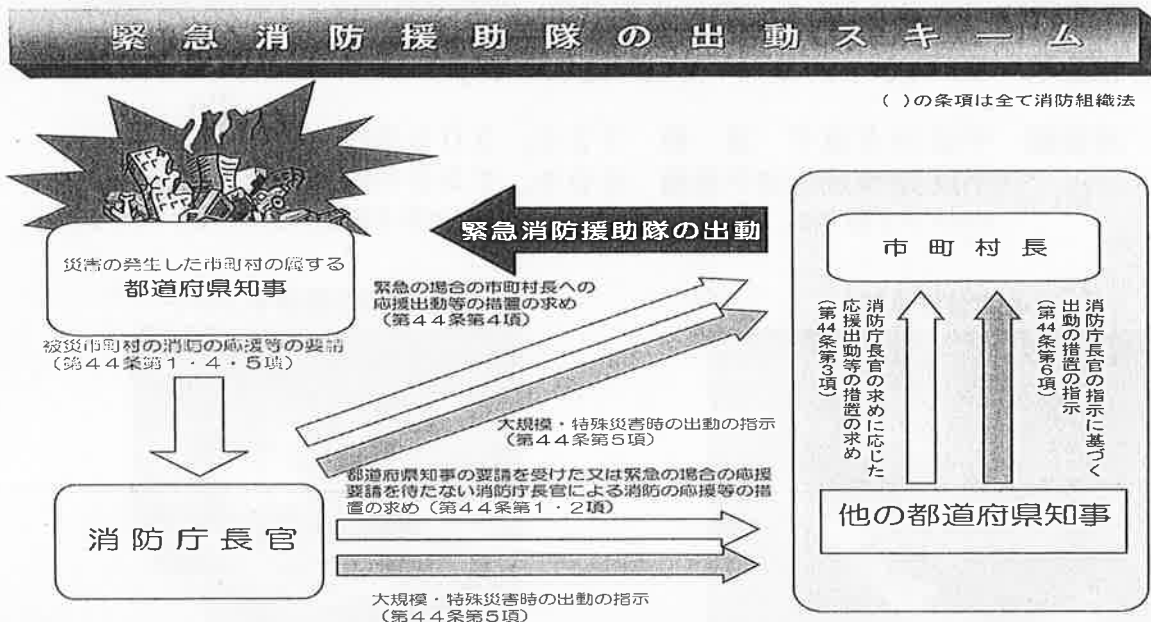 緊急消防援助隊の出動スキーム
( )の条項は全て消防組織法
災害の発生した市町村の属する
都道府県知事
被災市町村の消防の応援等の要請
(第44条第1・4・5項)
消防庁長官
緊急消防援助隊の出動
緊急の場合の市町村長への
応援出動等の措置の求め
(第44条第4項)
大規模・特殊災害時の出動の指示
(第44条第5項)
都道府県知事の要請を受けた又は緊急の場合の応援
要請を待たない消防庁長官による消防の応援等の措
置の求め(第44条第1・2項)
大規模・特殊災害時の出動の指示
(第44条第5項)
市町村長
消防庁長官の求めに応じた
応援出動等の措置の求め
(第44条第3項)
消防庁長官の指示に基づく
出動の措置の指示
(第44条第6項)
他の都道府県知事